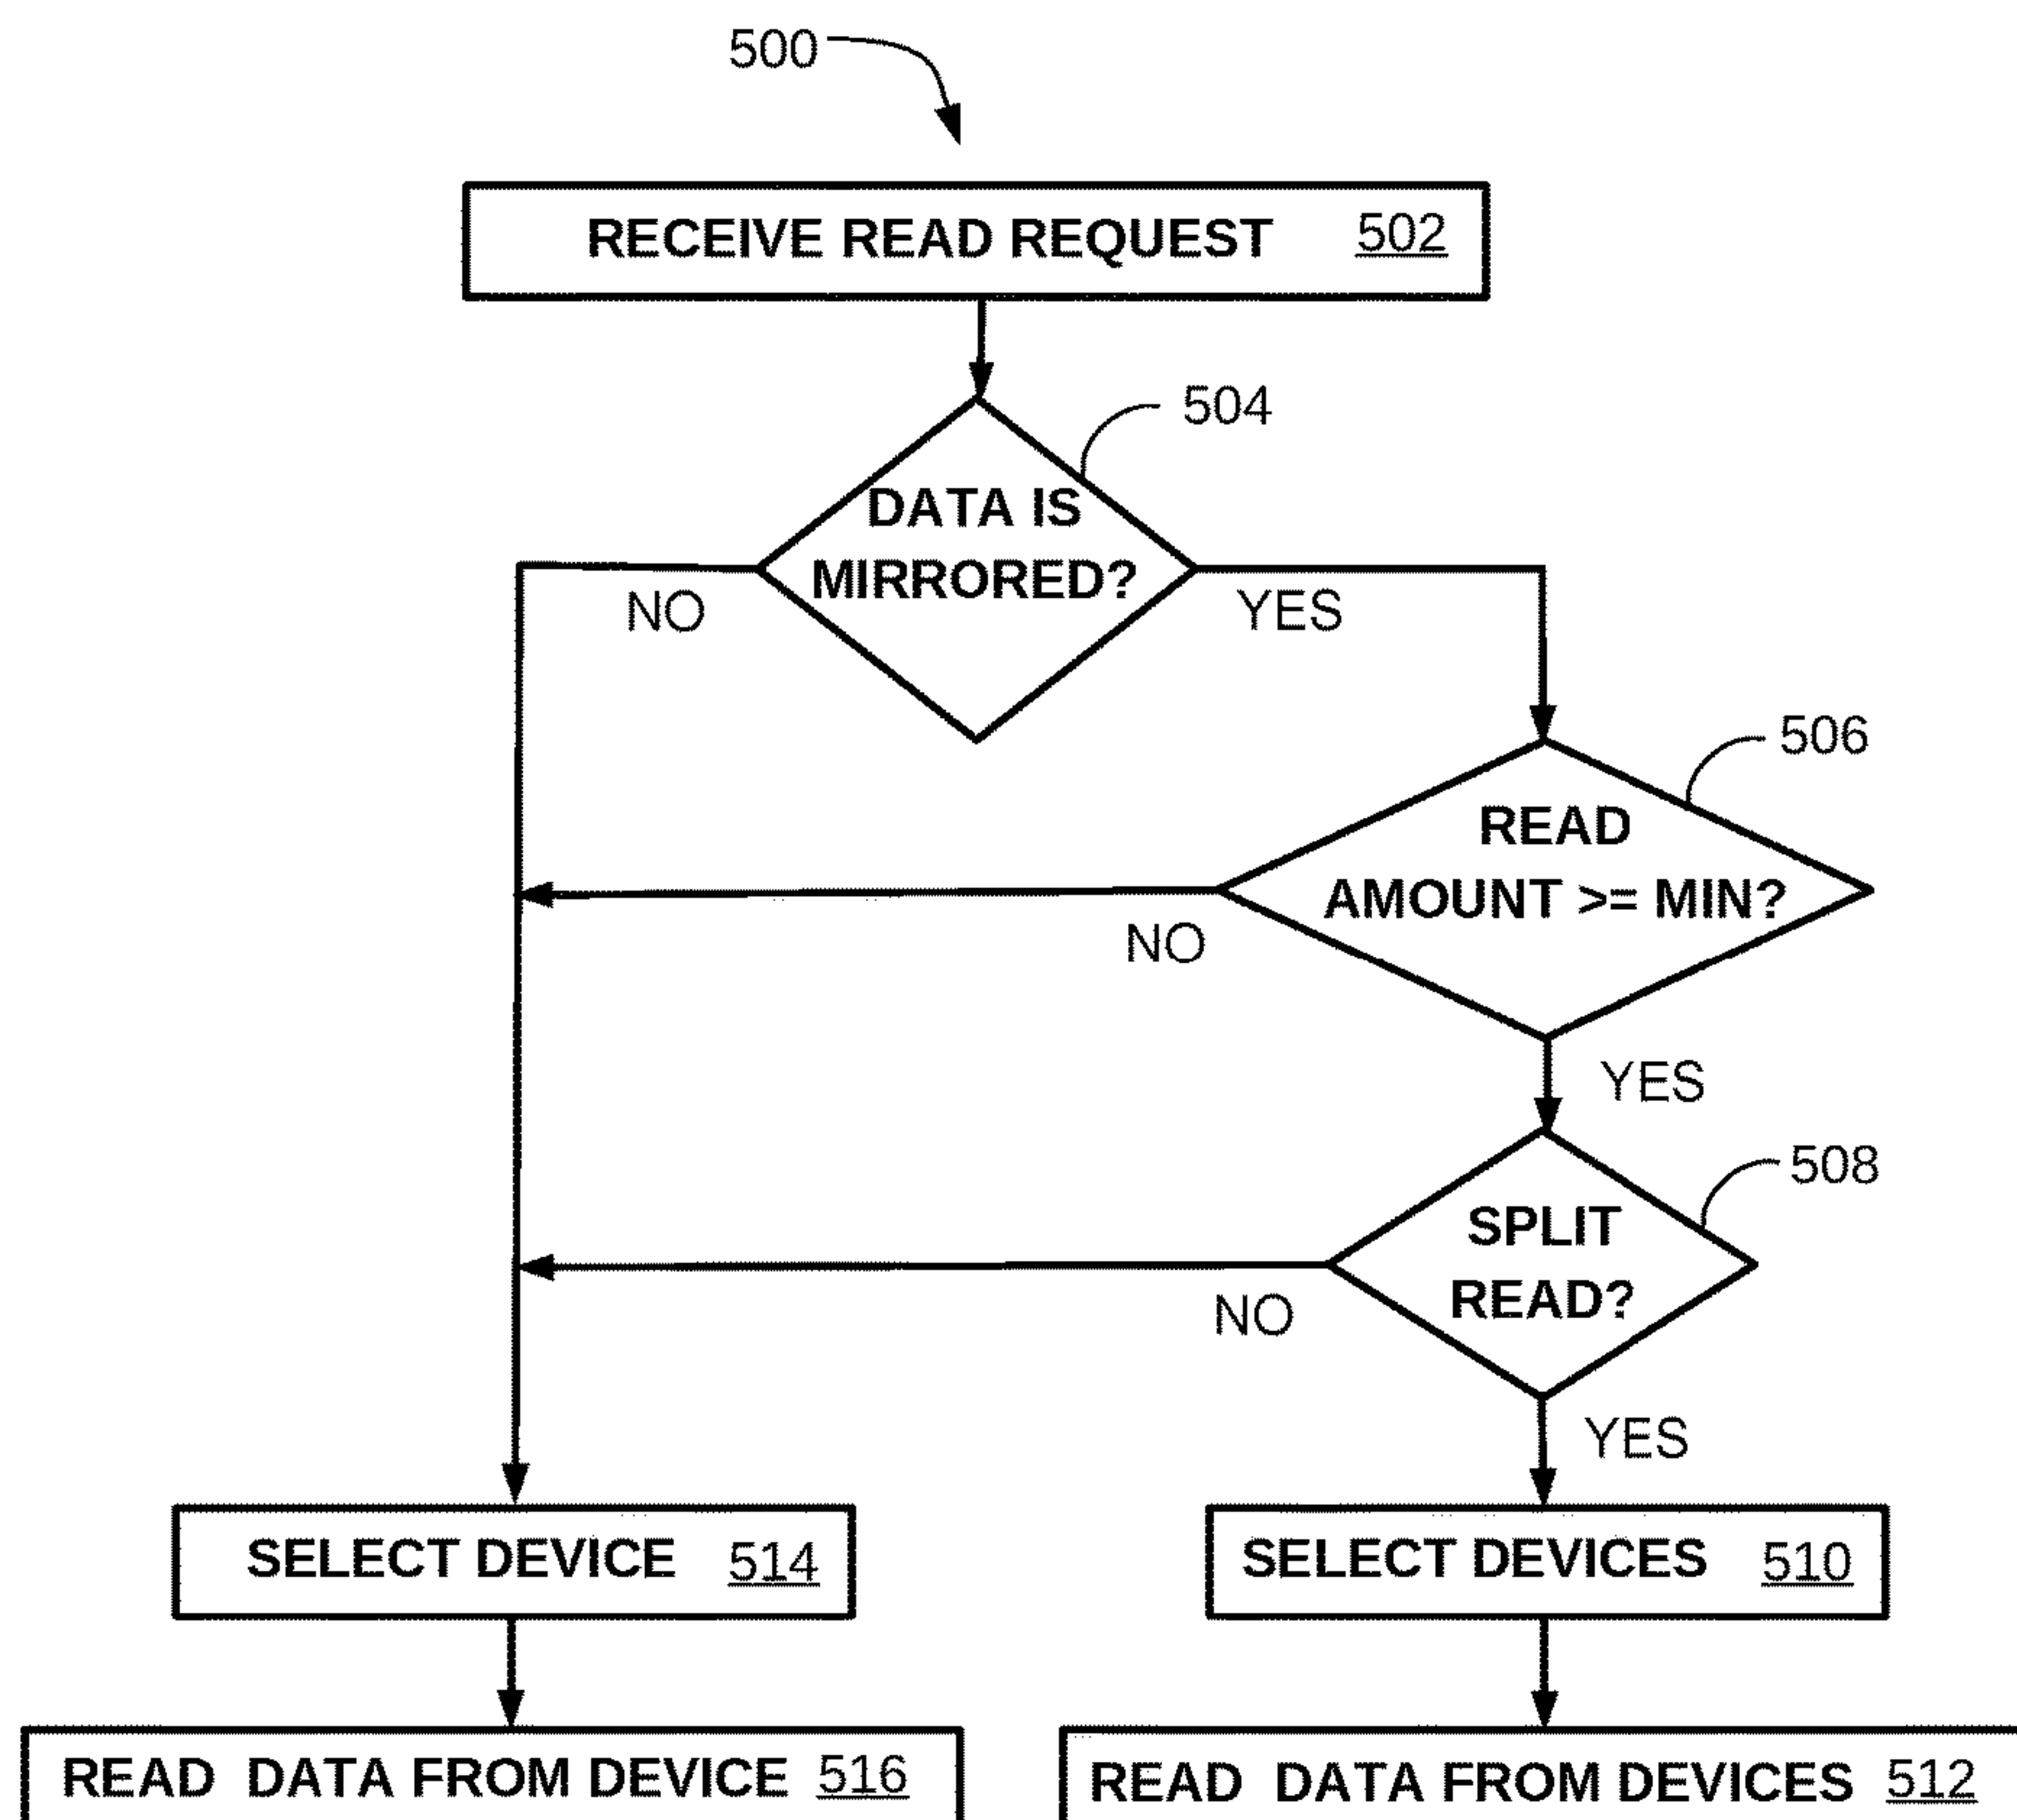 500
RECEIVE READ REQUEST 502
504
DATA IS
MIRRORED?
NO
YES
506
READ
AMOUNT >= MIN?
NO
YES
508
SPLIT
READ?
NO
YES
SELECT DEVICE 514
SELECT DEVICES 510
READ DATA FROM DEVICE 516
READ DATA FROM DEVICES 512